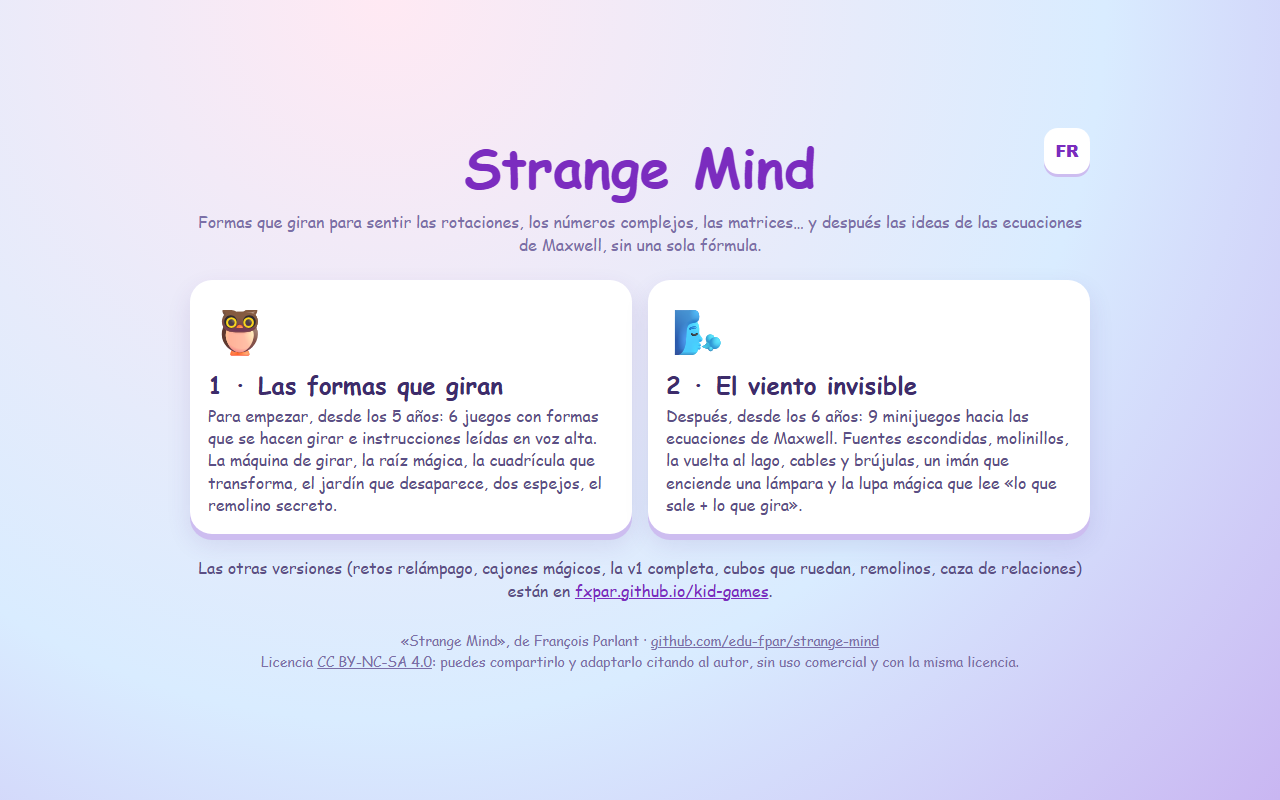 Strange Mind
FR
Formas que giran para sentir las rotaciones, los números complejos, las matrices... y después las ideas de las ecuaciones
de Maxwell, sin una sola fórmula.
1 · Las formas que giran
Para empezar, desde los 5 años: 6 juegos con formas
que se hacen girar e instrucciones leídas en voz alta.
La máquina de girar, la raíz mágica, la cuadrícula que
transforma, el jardín que desaparece, dos espejos, el
remolino secreto.
2 · El viento invisible
Después, desde los 6 años: 9 minijuegos hacia las
ecuaciones de Maxwell. Fuentes escondidas, molinillos,
la vuelta al lago, cables y brújulas, un imán que
enciende una lámpara y la lupa mágica que lee «lo que
sale + lo que gira».
Las otras versiones (retos relámpago, cajones mágicos, la v1 completa, cubos que ruedan, remolinos, caza de relaciones)
están en fxpar.github.io/kid-games.
«Strange Mind», de François Parlant · github.com/edu-fpar/strange-mind
Licencia CC BY-NC-SA 4.0: puedes compartirlo y adaptarlo citando al autor, sin uso comercial y con la misma licencia.